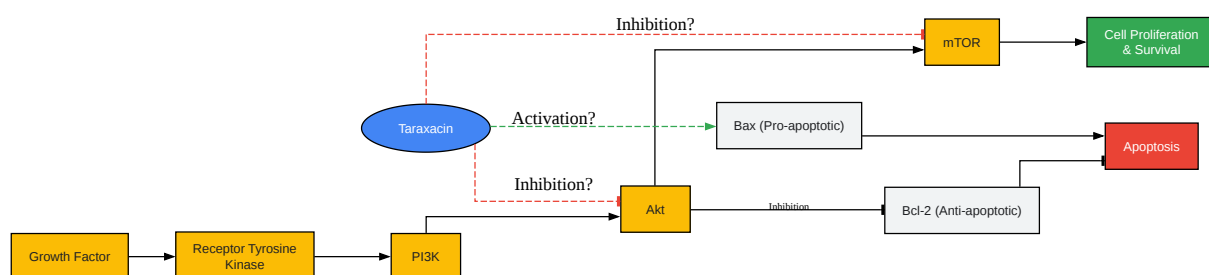 Inhibition?
mTOR
Cell Proliferation
& Survival
Taraxacin
Activation?
Bax (Pro-apoptotic)
Apoptosis
Inhibition?
Akt
Inhibition
Bcl-2 (Anti-apoptotic)
Growth Factor
Receptor Tyrosine
Kinase
PI3K